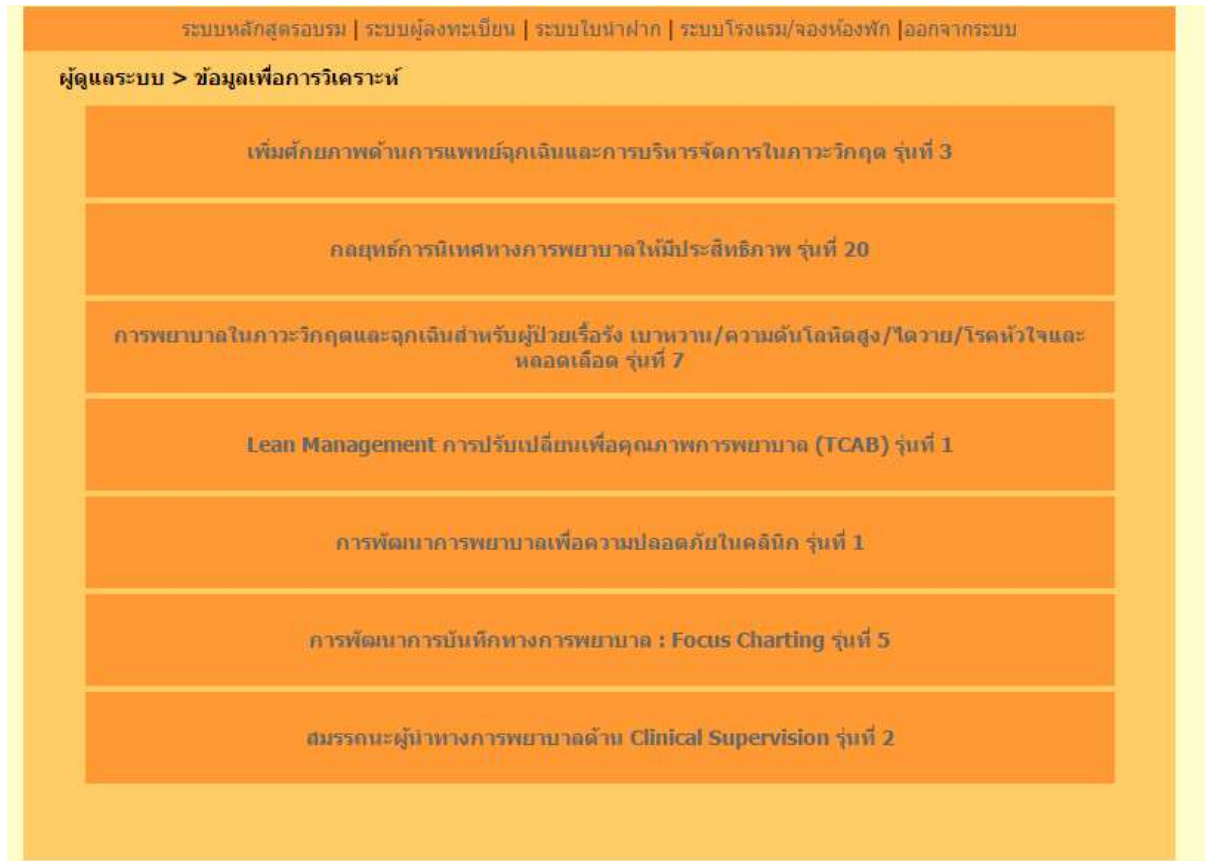 ระบบหลักสูตรอบรม | ระบบผู้ลงทะเบียน | ระบบใบนำฝาก | ระบบโรงแรม/จองห้องพัก |ออกจากระบบ
ผู้ดูแลระบบ > ข้อมูลเพื่อการวิเคราะห์
เพิ่มศักยภาพด้านการแพทย์ฉุกเฉินและการบริหารจัดการในภาวะวิกฤต รุ่นที่ 3
กลยุทธ์การนิเทศทางการพยาบาลให้มีประสิทธิภาพ รุ่นที่ 20
การพยาบาลในภาวะวิกฤตและฉุกเฉินสำหรับผู้ป่วยเรื้อรัง เบาหวาน/ความดันโลหิตสูง/ไตวาย/โรคหัวใจและ
หลอดเลือด รุ่นที่ 7
Lean Management การปรับเปลี่ยนเพื่อคุณภาพการพยาบาล (TCAB) รุ่นที่ 1
การพัฒนาการพยาบาลเพื่อความปลอดภัยในคลินิก รุ่นที่ 1
การพัฒนาการบันทึกทางการพยาบาล : Focus Charting รุ่นที่ 5
สมรรถนะผู้นำทางการพยาบาลด้าน Clinical Supervision รุ่นที่ 2